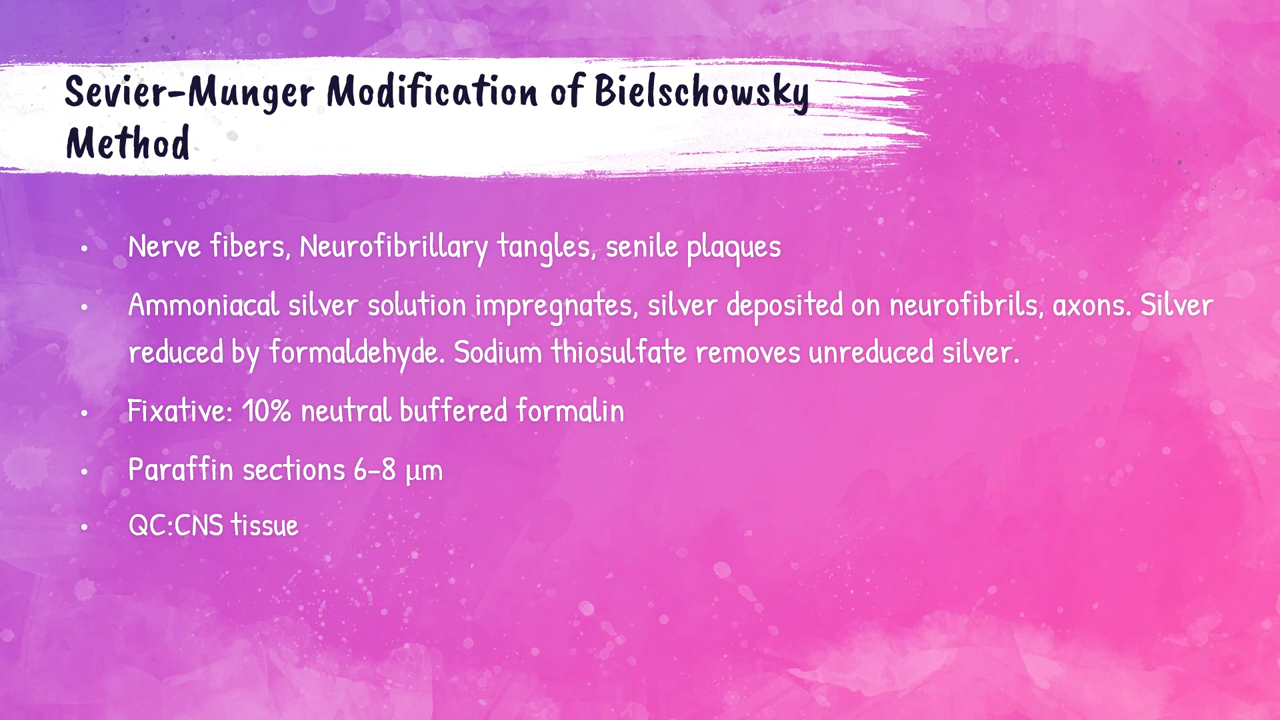 Sevier-Munger Modification of Bielschowsky
Method
• Nerve fibers, Neurofibrillary tangles, senile plaques
• Ammoniacal silver solution impregnates, silver deposited on neurofibrils, axons. Silver
reduced by formaldehyde. Sodium thiosulfate removes unreduced silver.
• Fixative: 10% neutral buffered formalin
• Paraffin sections 6-8 µm
• QC:CNS tissue